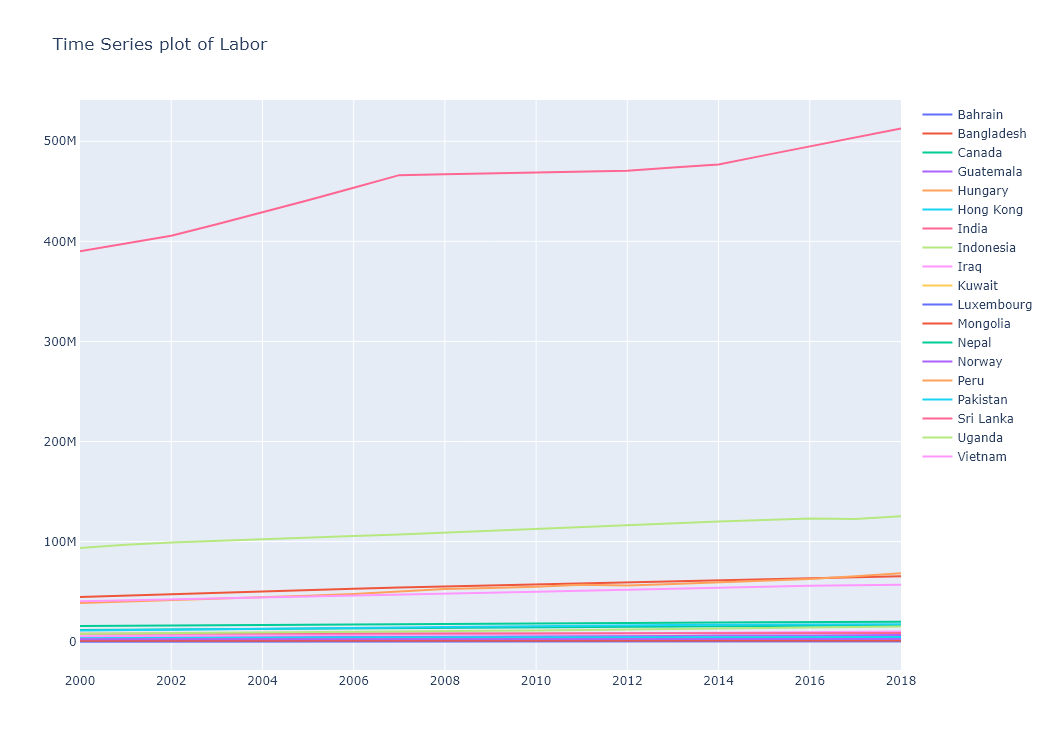 Time Series plot of Labor
500M
400M
300M
200M
100M
0
2000 2002 2004 2006 2008 2010 2012 2014 2016 2018
Bahrain
Bangladesh
Canada
Guatemala
Hungary
Hong Kong
India
Indonesia
Iraq
Kuwait
Luxembourg
Mongolia
Nepal
Norway
Peru
Pakistan
Sri Lanka
Uganda
Vietnam